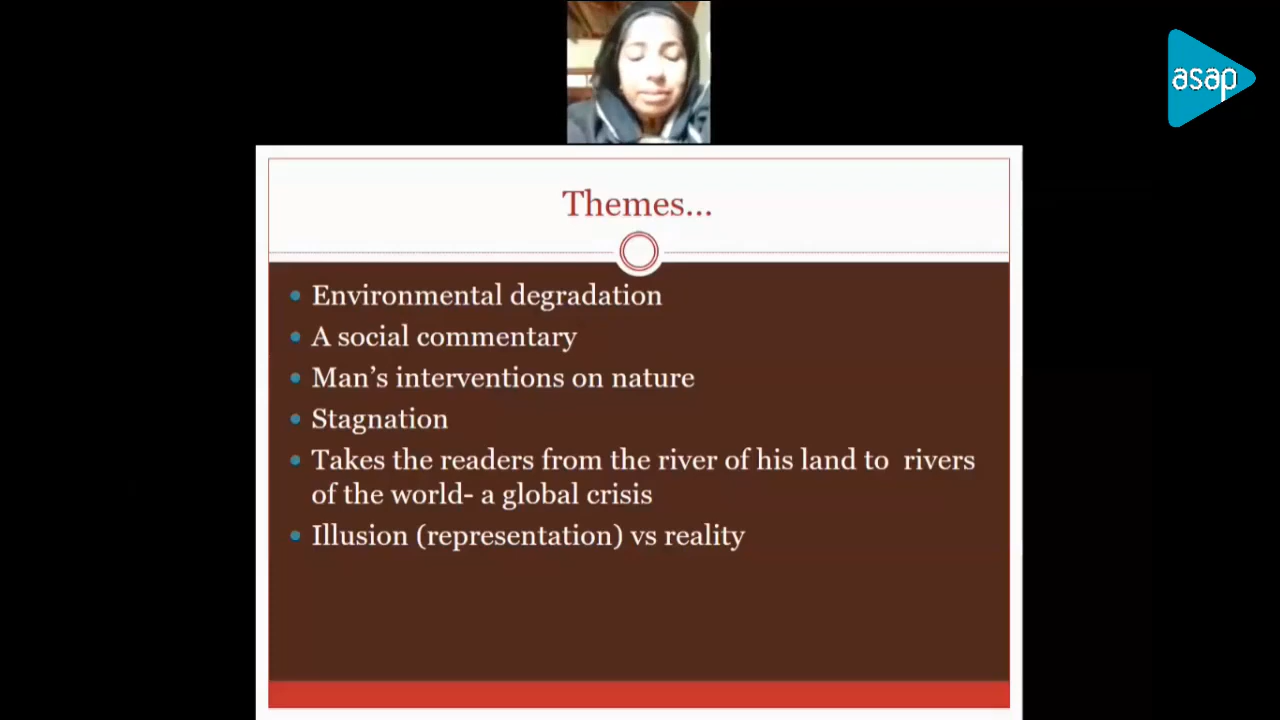 asap
Themes...
Environmental degradation
A social commentary
Man's interventions on nature
Stagnation
Takes the readers from the river of his land to rivers
of the world- a global crisis
Illusion (representation) vs reality